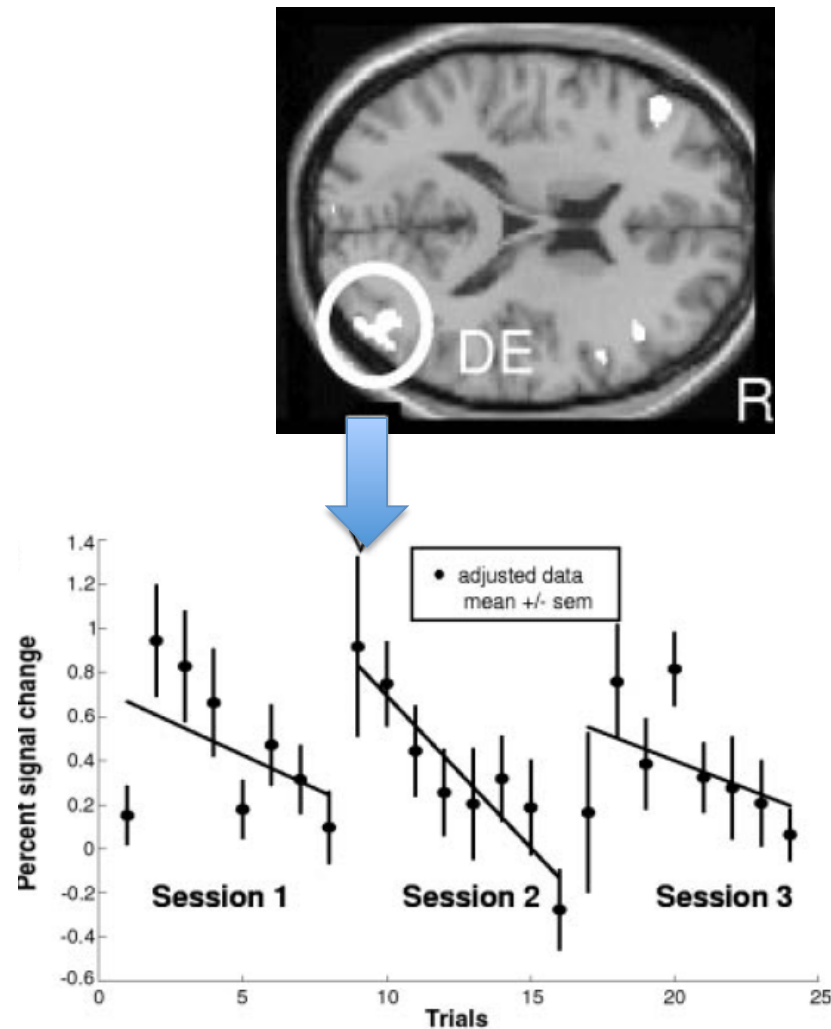 DE
R
1.4
1.2
1
0.8
0.6
0.4
0.2
0
-0.2
-0.4
-0.6
Percent signal change
adjusted data
mean +/- sem
Session 1
Session 2
Session 3
0
5
10
15
20
25
Trials